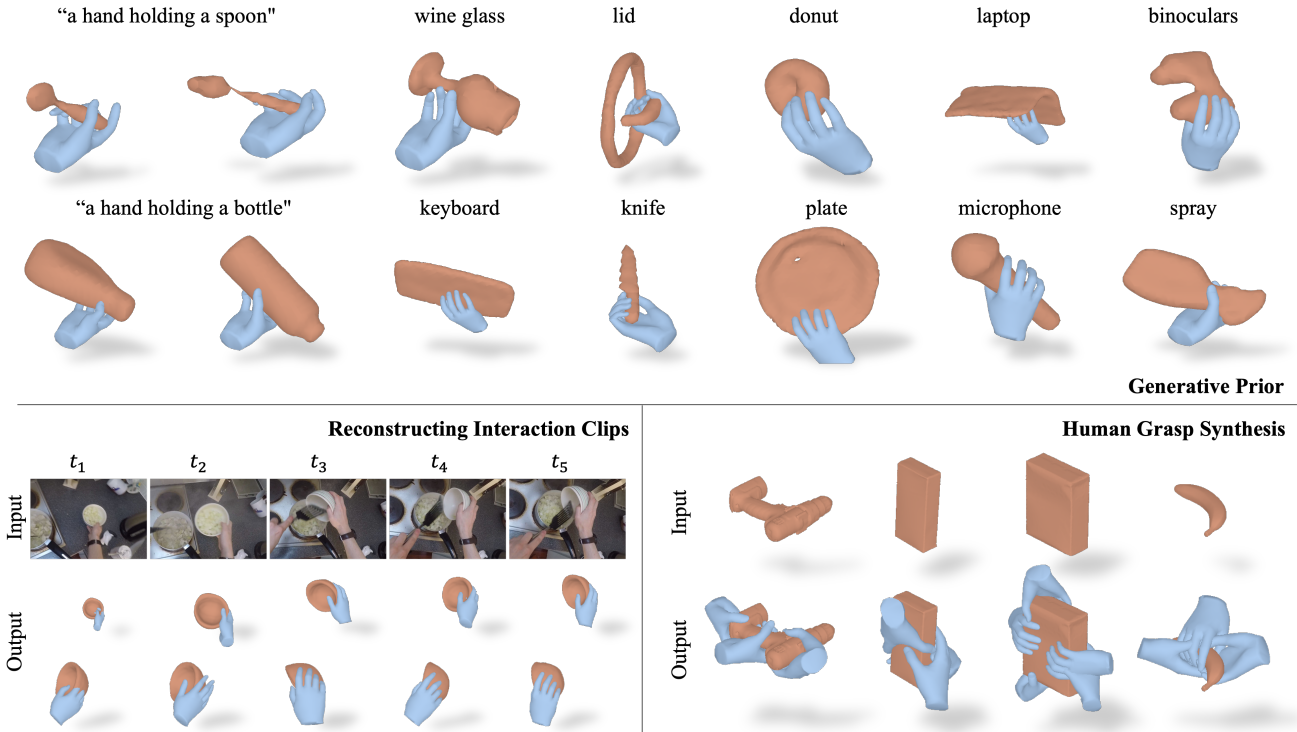 “a hand holding a spoon"
wine glass
lid
donut
laptop
binoculars
“a hand holding a bottle"
keyboard
knife
plate
microphone
spray
Generative Prior
Reconstructing Interaction Clips
t₁
t₂
t₃
t₄
t₅
Input
Output
Human Grasp Synthesis
Input
Output